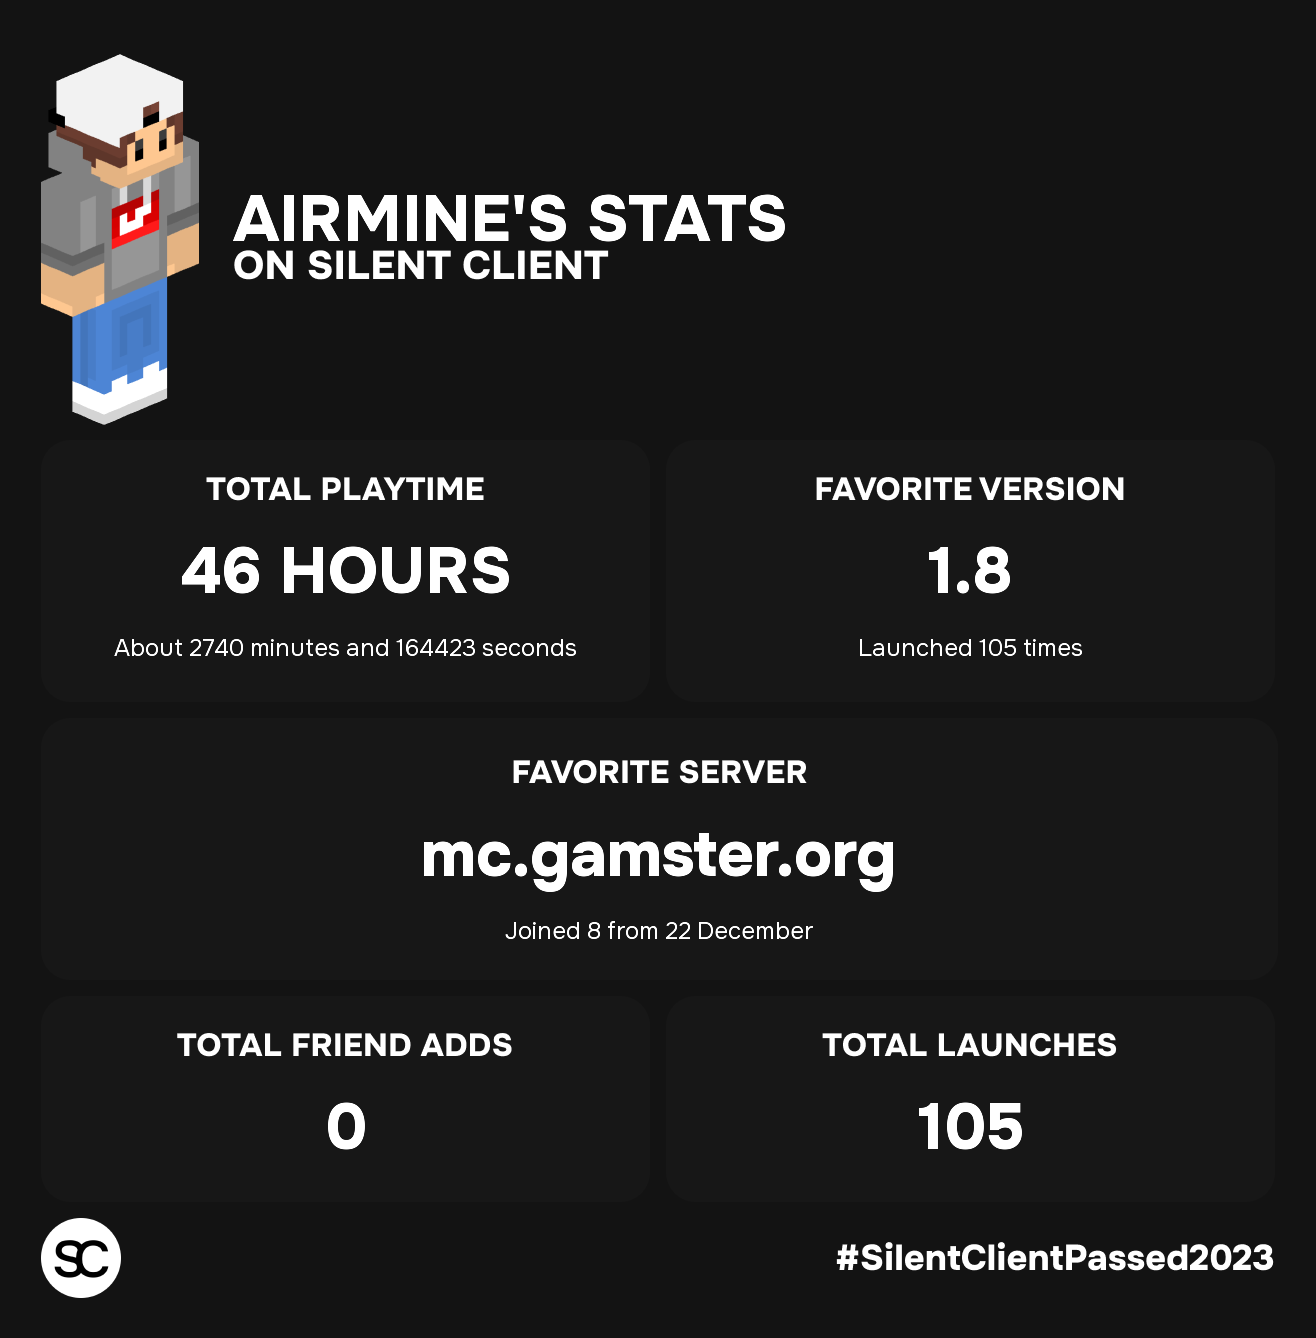 AIRMINE'S STATS
ON SILENT CLIENT
TOTAL PLAYTIME
46 HOURS
About 2740 minutes and 164423 seconds
FAVORITE VERSION
1.8
Launched 105 times
FAVORITE SERVER
mc.gamster.org
Joined 8 from 22 December
TOTAL FRIEND ADDS
0
TOTAL LAUNCHES
105
SC
#SilentClientPassed2023